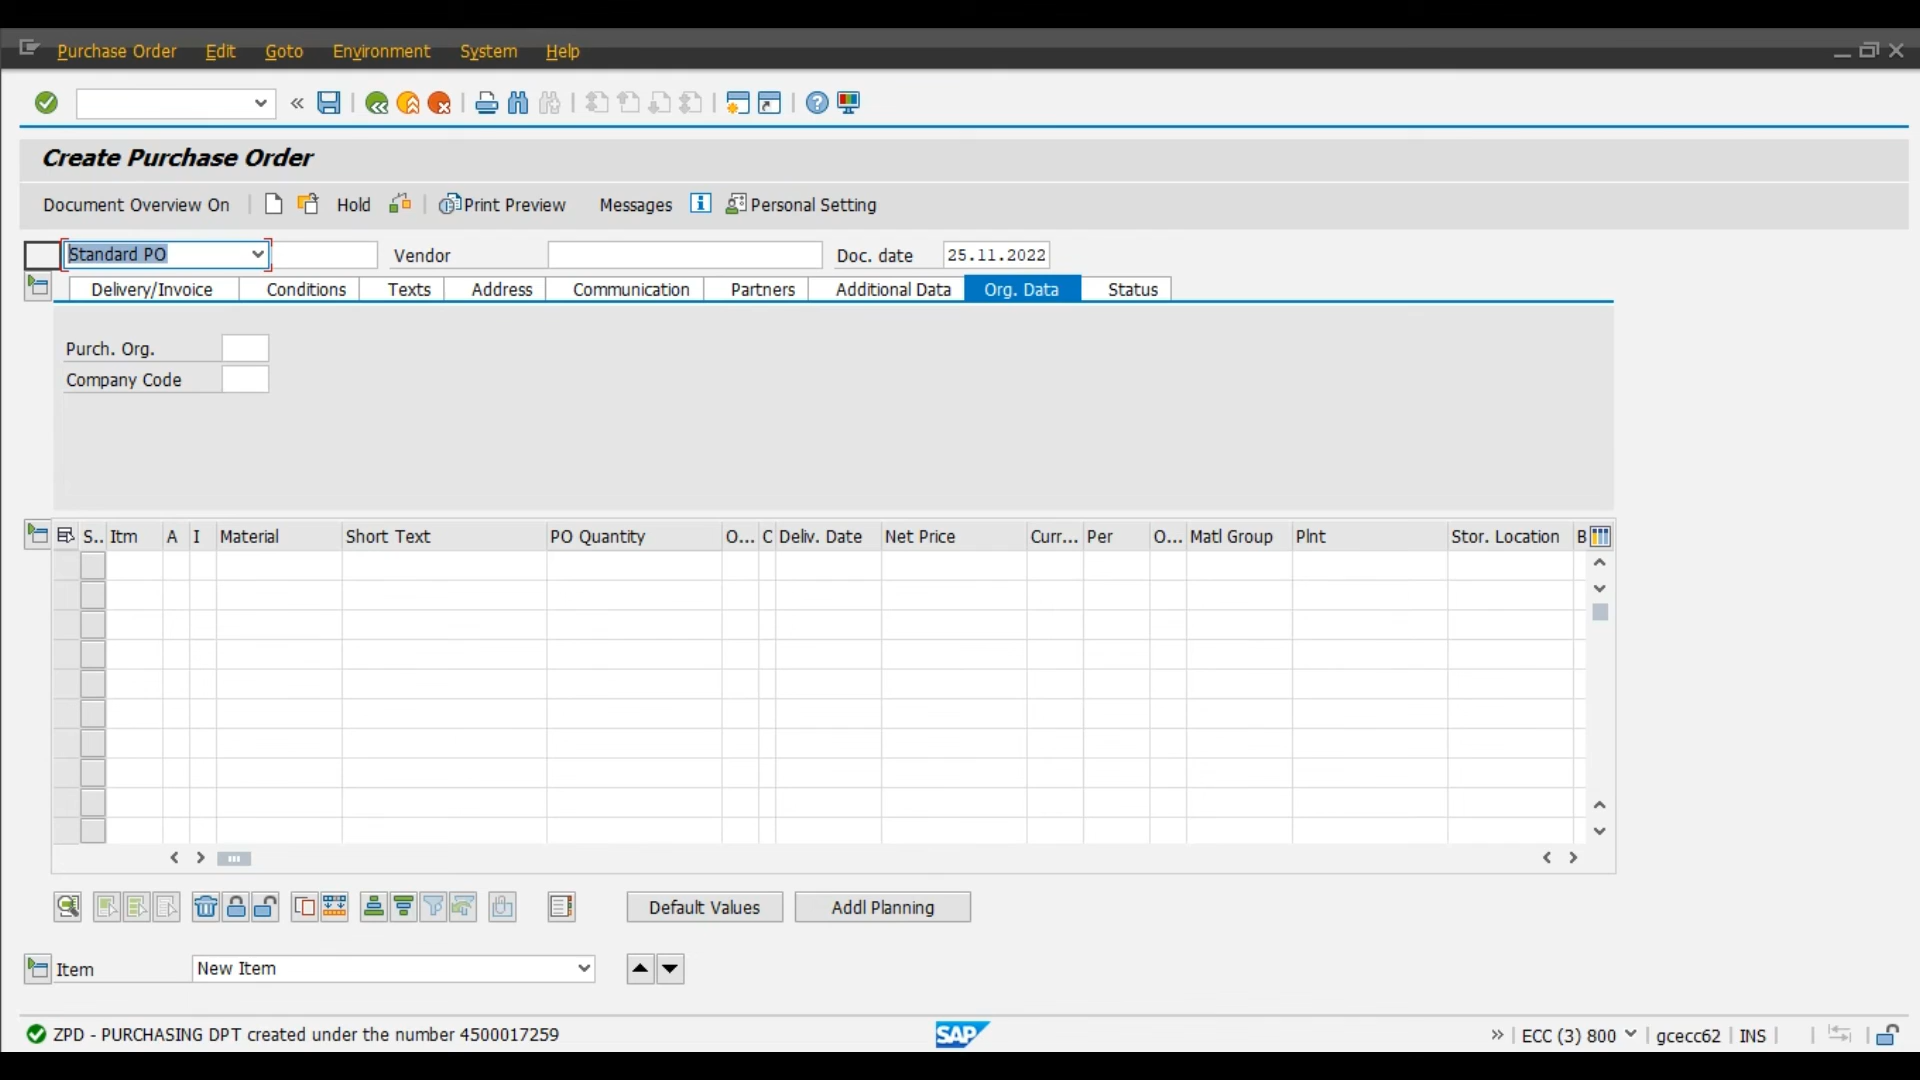 Purchase Order Edit Goto Environment System Help
Create Purchase Order
Document Overview On Hold Print Preview Messages Personal Setting
Standard PO Vendor Doc. date 25.11.2022
Delivery/Invoice Conditions Texts Address Communication Partners Additional Data Org. Data Status
Purch. Org.
Company Code
S.. Itm A I Material Short Text PO Quantity O... C Deliv. Date Net Price Curr... Per O... Matl Group Plnt Stor. Location B
Default Values Addl Planning
Item New Item
ZPD - PURCHASING DPT created under the number 4500017259 SAP ECC (3) 800 gcecc62 INS